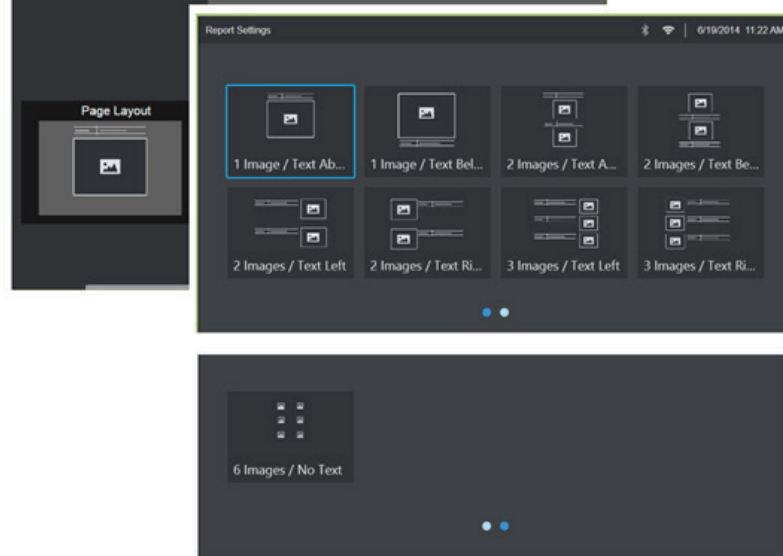 Page Layout
Report Settings
6/19/2014 11:22 AM
1 Image / Text Ab...
1 Image / Text Bel...
2 Images / Text A...
2 Images / Text Be...
2 Images / Text Left
2 Images / Text Ri...
3 Images / Text Left
3 Images / Text Ri...
6 Images / No Text